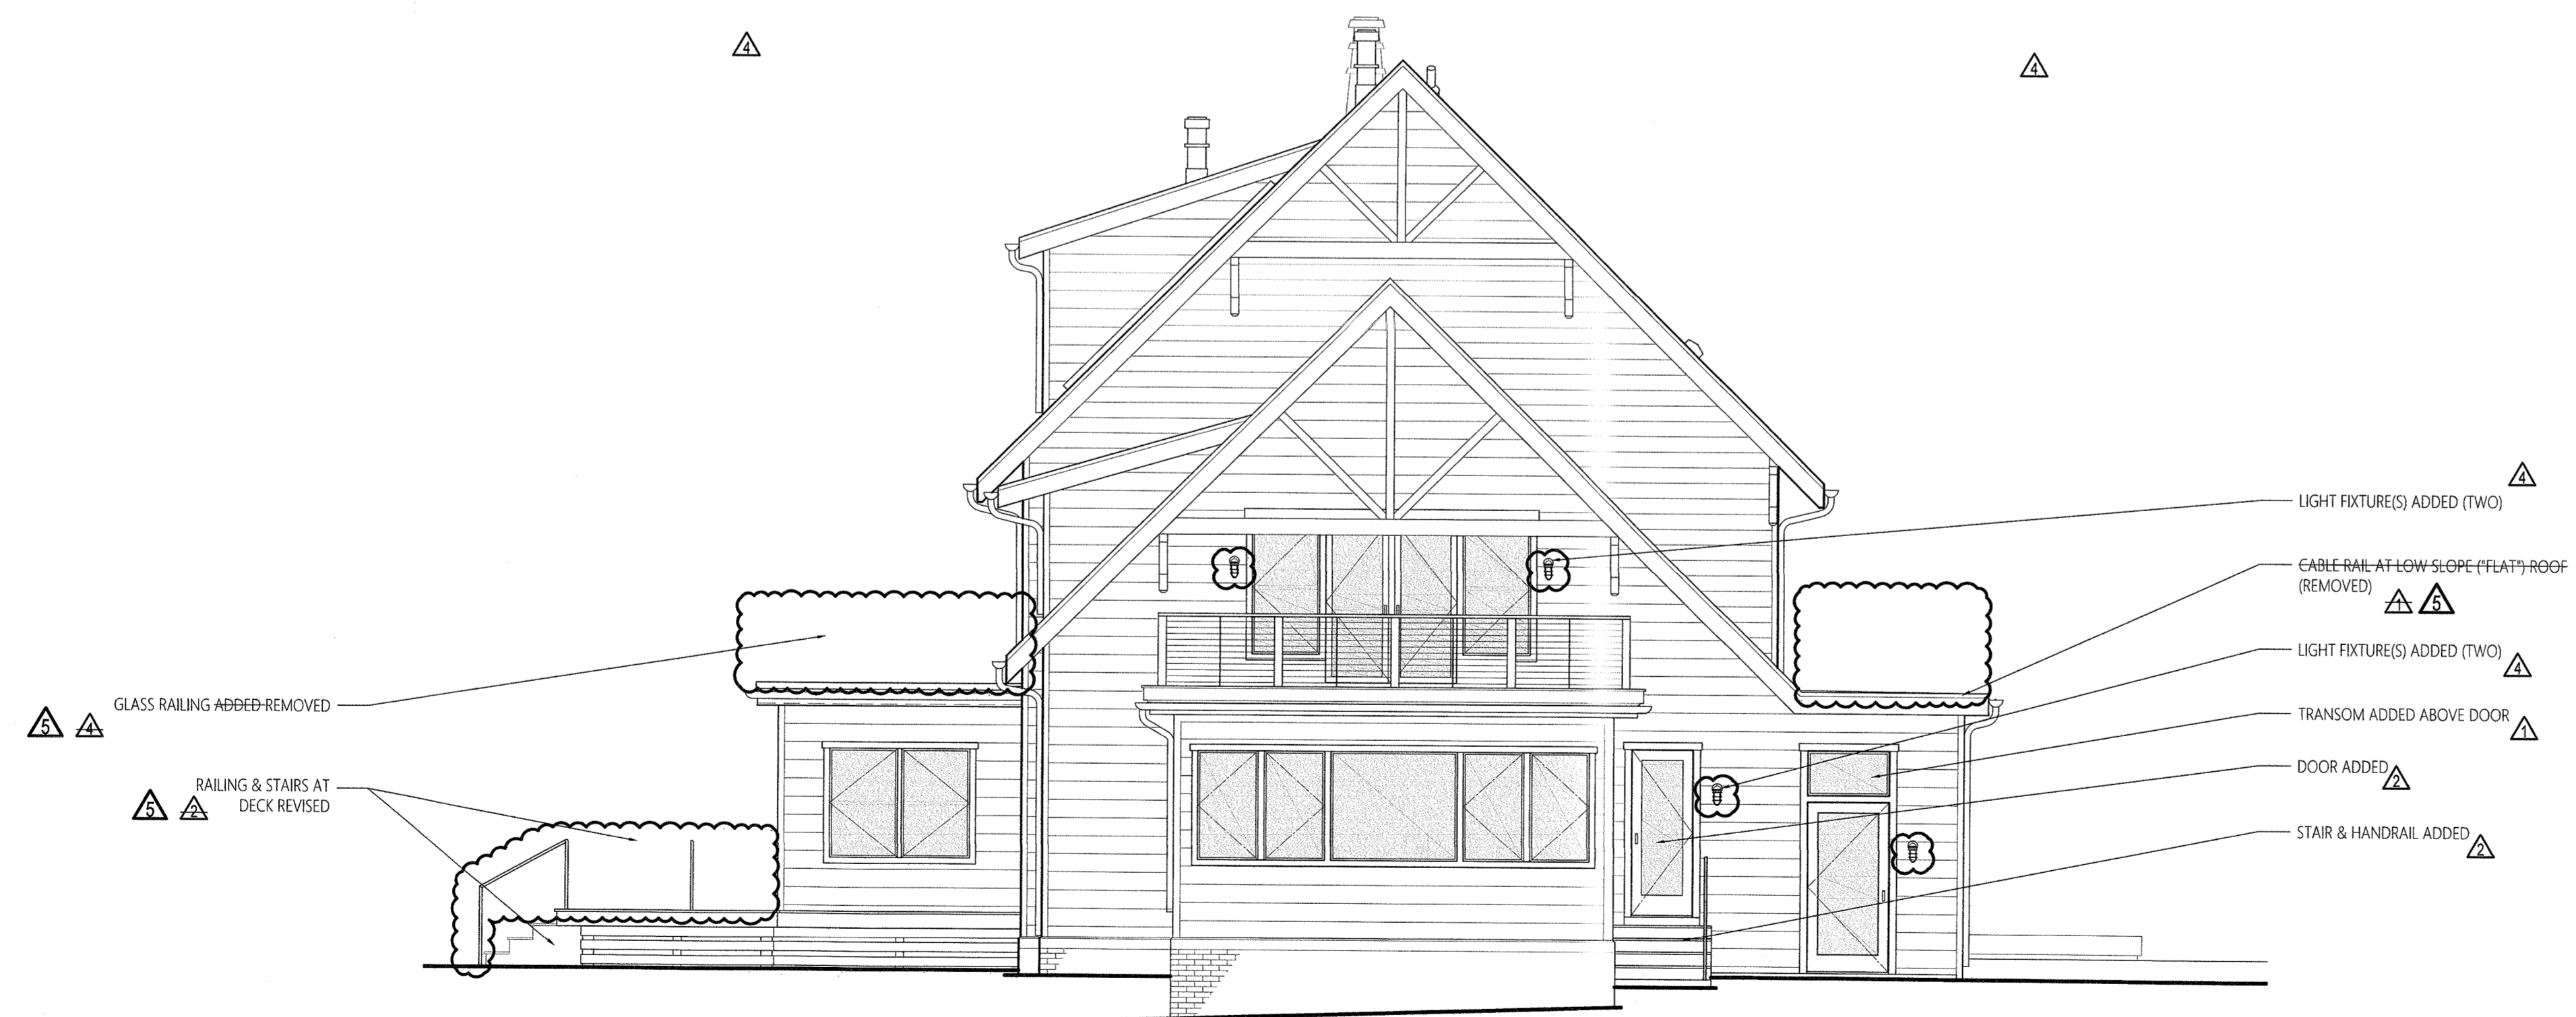 4
4
GLASS RAILING ADDED REMOVED
5 4
RAILING & STAIRS AT
DECK REVISED
5 2
4
LIGHT FIXTURE(S) ADDED (TWO)
CABLE RAIL AT LOW SLOPE ("FLAT") ROOF
(REMOVED)
1 5
LIGHT FIXTURE(S) ADDED (TWO)
4
TRANSOM ADDED ABOVE DOOR
1
DOOR ADDED
2
STAIR & HANDRAIL ADDED
2